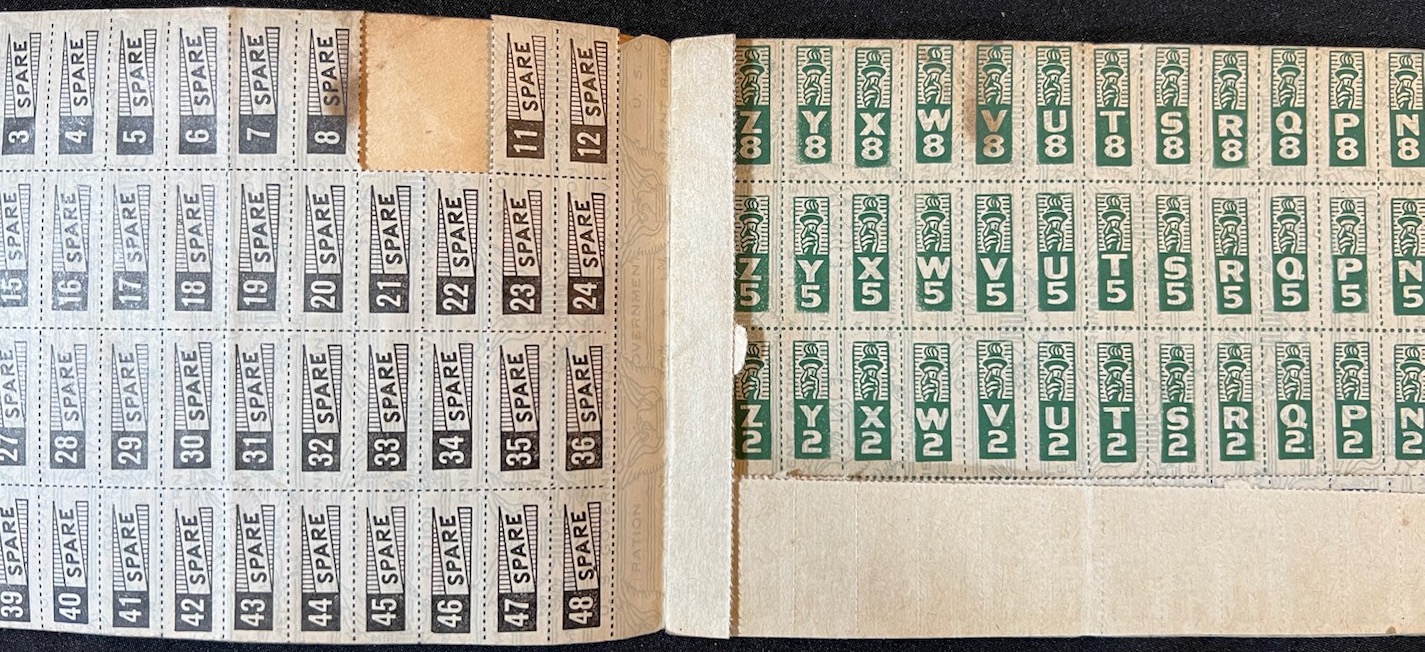 3 SPARE 4 SPARE 5 SPARE 6 SPARE 7 SPARE 8 SPARE 11 SPARE 12 SPARE
15 SPARE 16 SPARE 17 SPARE 18 SPARE 19 SPARE 20 SPARE 21 SPARE 22 SPARE 23 SPARE 24 SPARE
27 SPARE 28 SPARE 29 SPARE 30 SPARE 31 SPARE 32 SPARE 33 SPARE 34 SPARE 35 SPARE 36 SPARE
39 SPARE 40 SPARE 41 SPARE 42 SPARE 43 SPARE 44 SPARE 45 SPARE 46 SPARE 47 SPARE 48 SPARE
RATION U.S. GOVERNMENT
Z8 Y8 X8 W8 V8 U8 T8 S8 R8 Q8 P8 N8
Z5 Y5 X5 W5 V5 U5 T5 S5 R5 Q5 P5 N5
Z2 Y2 X2 W2 V2 U2 T2 S2 R2 Q2 P2 N2